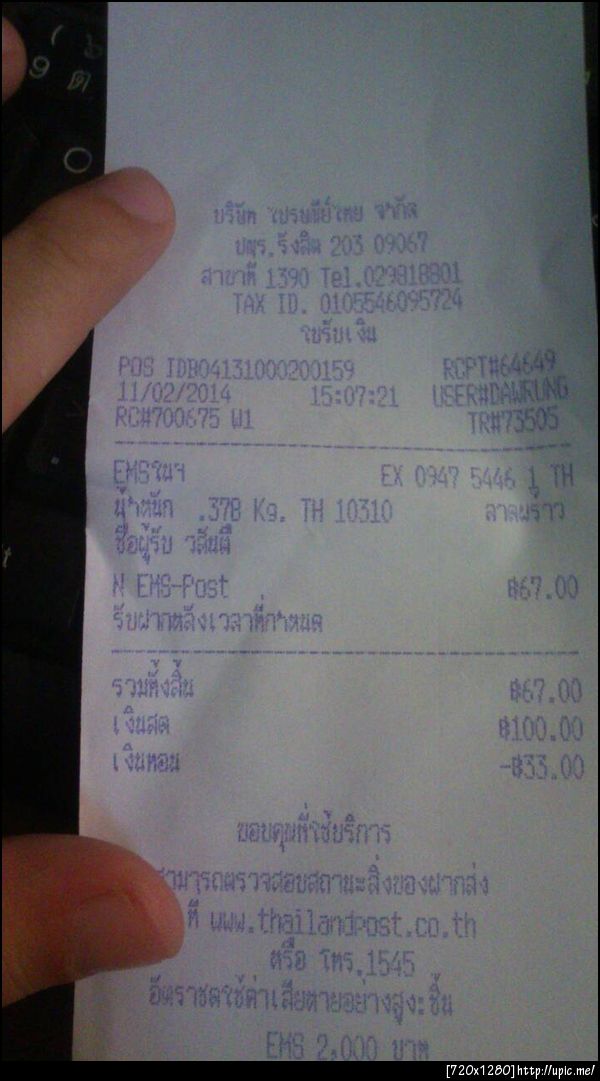 บริษัท ไปรษณีย์ไทย จำกัด
ปณร.รังสิต 203 09067
สาขาที่ 1390 Tel.029818801
TAX ID. 0105546095724
ใบรับเงิน
POS IDB04131000200159 RCPT#64649
11/02/2014 15:07:21 USER#DAWRUNG
RC#700675 W1 TR#73505
EMSในฯ EX 0947 5446 1 TH
น้ำหนัก .378 Kg. TH 10310 ลาดพร้าว
ชื่อผู้รับ วสันต์
N EMS-Post ฿67.00
รับฝากหลังเวลาที่กำหนด
รวมทั้งสิ้น ฿67.00
เงินสด ฿100.00
เงินทอน -฿33.00
ขอบคุณที่ใช้บริการ
สามารถตรวจสอบสถานะสิ่งของฝากส่ง
ที่ www.thailandpost.co.th
หรือ โทร.1545
อัตราชดใช้ค่าเสียหายอย่างสูง:ชิ้น
EMS 2,000 บาท
[720x1280]http://upic.me/